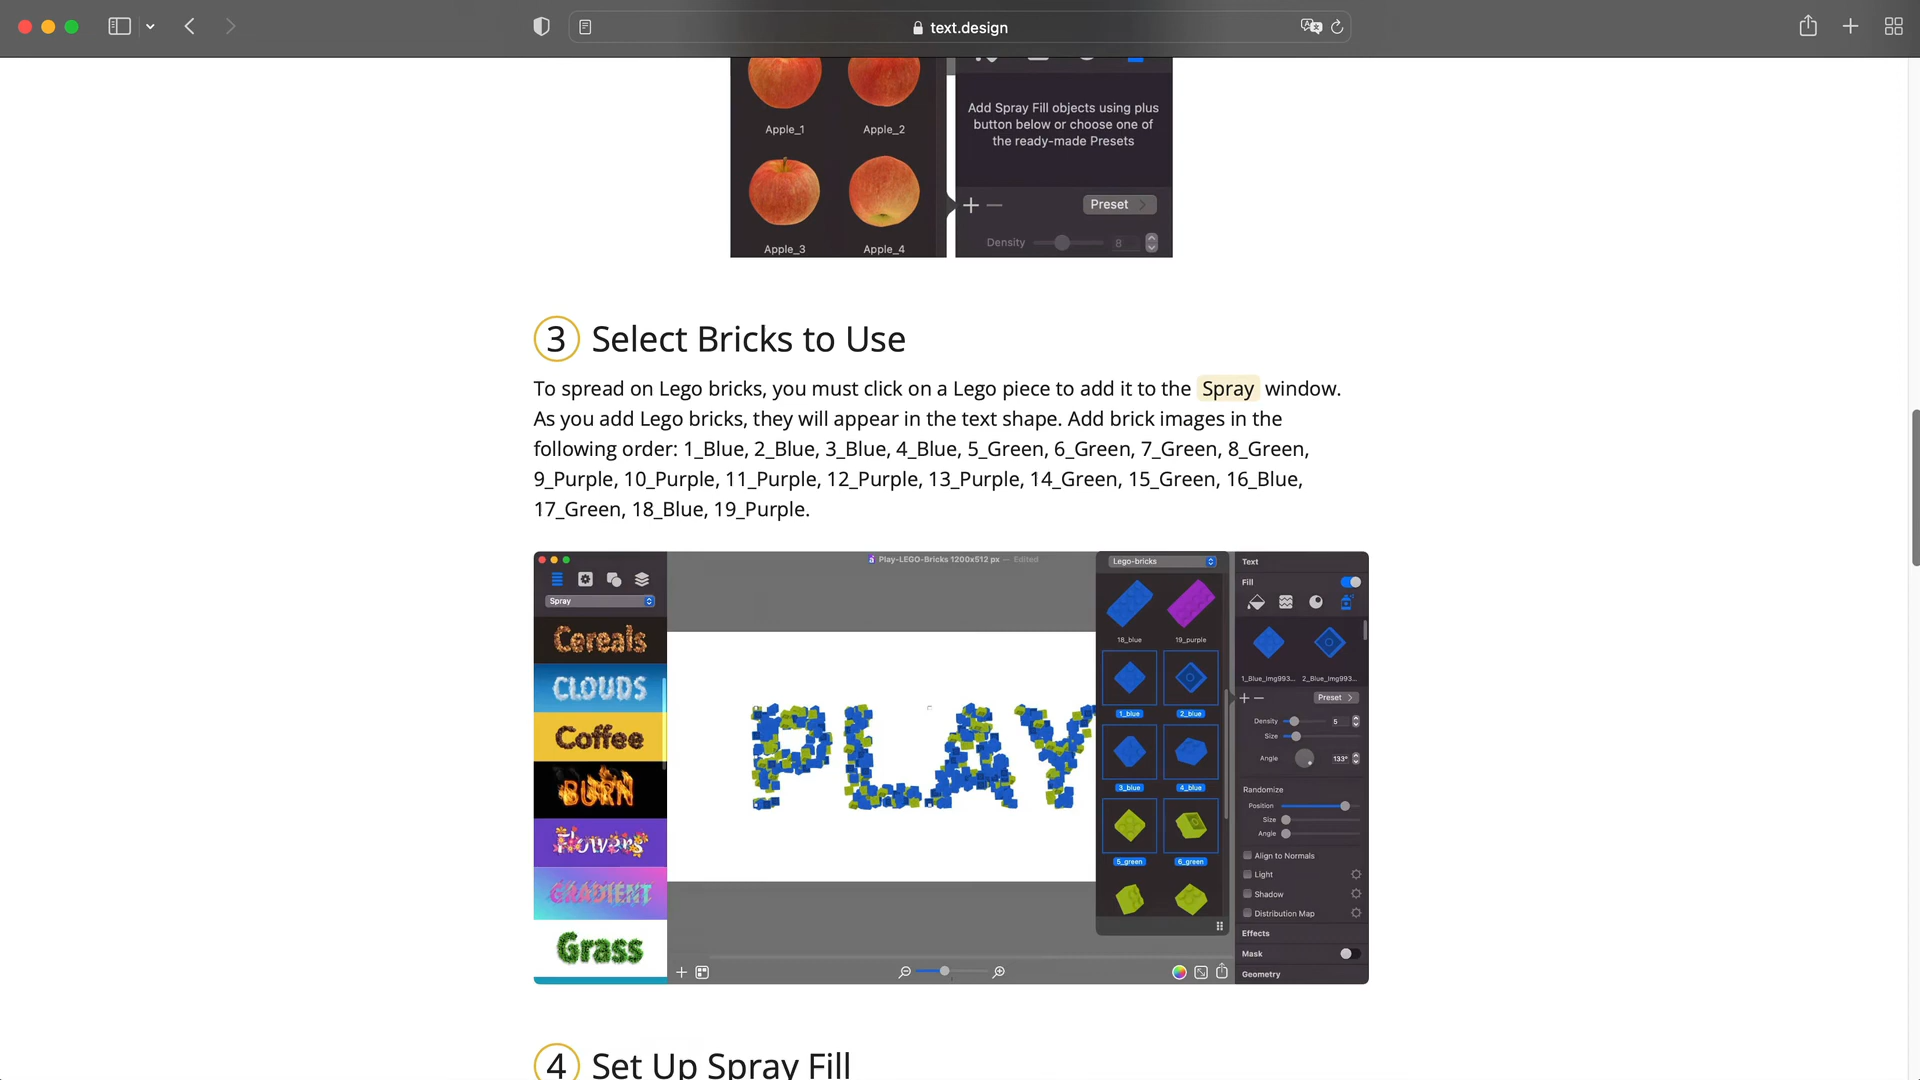 text.design
Add Spray Fill objects using plus
button below or choose one of
the ready-made Presets
Apple_1
Apple_2
Preset
Density
8
Apple_3
Apple_4
3 Select Bricks to Use
To spread on Lego bricks, you must click on a Lego piece to add it to the Spray window.
As you add Lego bricks, they will appear in the text shape. Add brick images in the
following order: 1_Blue, 2_Blue, 3_Blue, 4_Blue, 5_Green, 6_Green, 7_Green, 8_Green,
9_Purple, 10_Purple, 11_Purple, 12_Purple, 13_Purple, 14_Green, 15_Green, 16_Blue,
17_Green, 18_Blue, 19_Purple.
Play-LEGO-Bricks 1200x512 px — Edited
Spray
Cereals
CLOUDS
Coffee
BURN
Flowers
GRADIENT
Grass
PLAY
Lego-bricks
18_blue
19_purple
1_blue
2_blue
3_blue
4_blue
5_green
6_green
Text
Fill
1_Blue_Img993...
2_Blue_Img993...
Preset
Density
5
Size
Angle
133°
Randomize
Position
Size
Angle
Align to Normals
Light
Shadow
Distribution Map
Effects
Mask
Geometry
4 Set Up Spray Fill